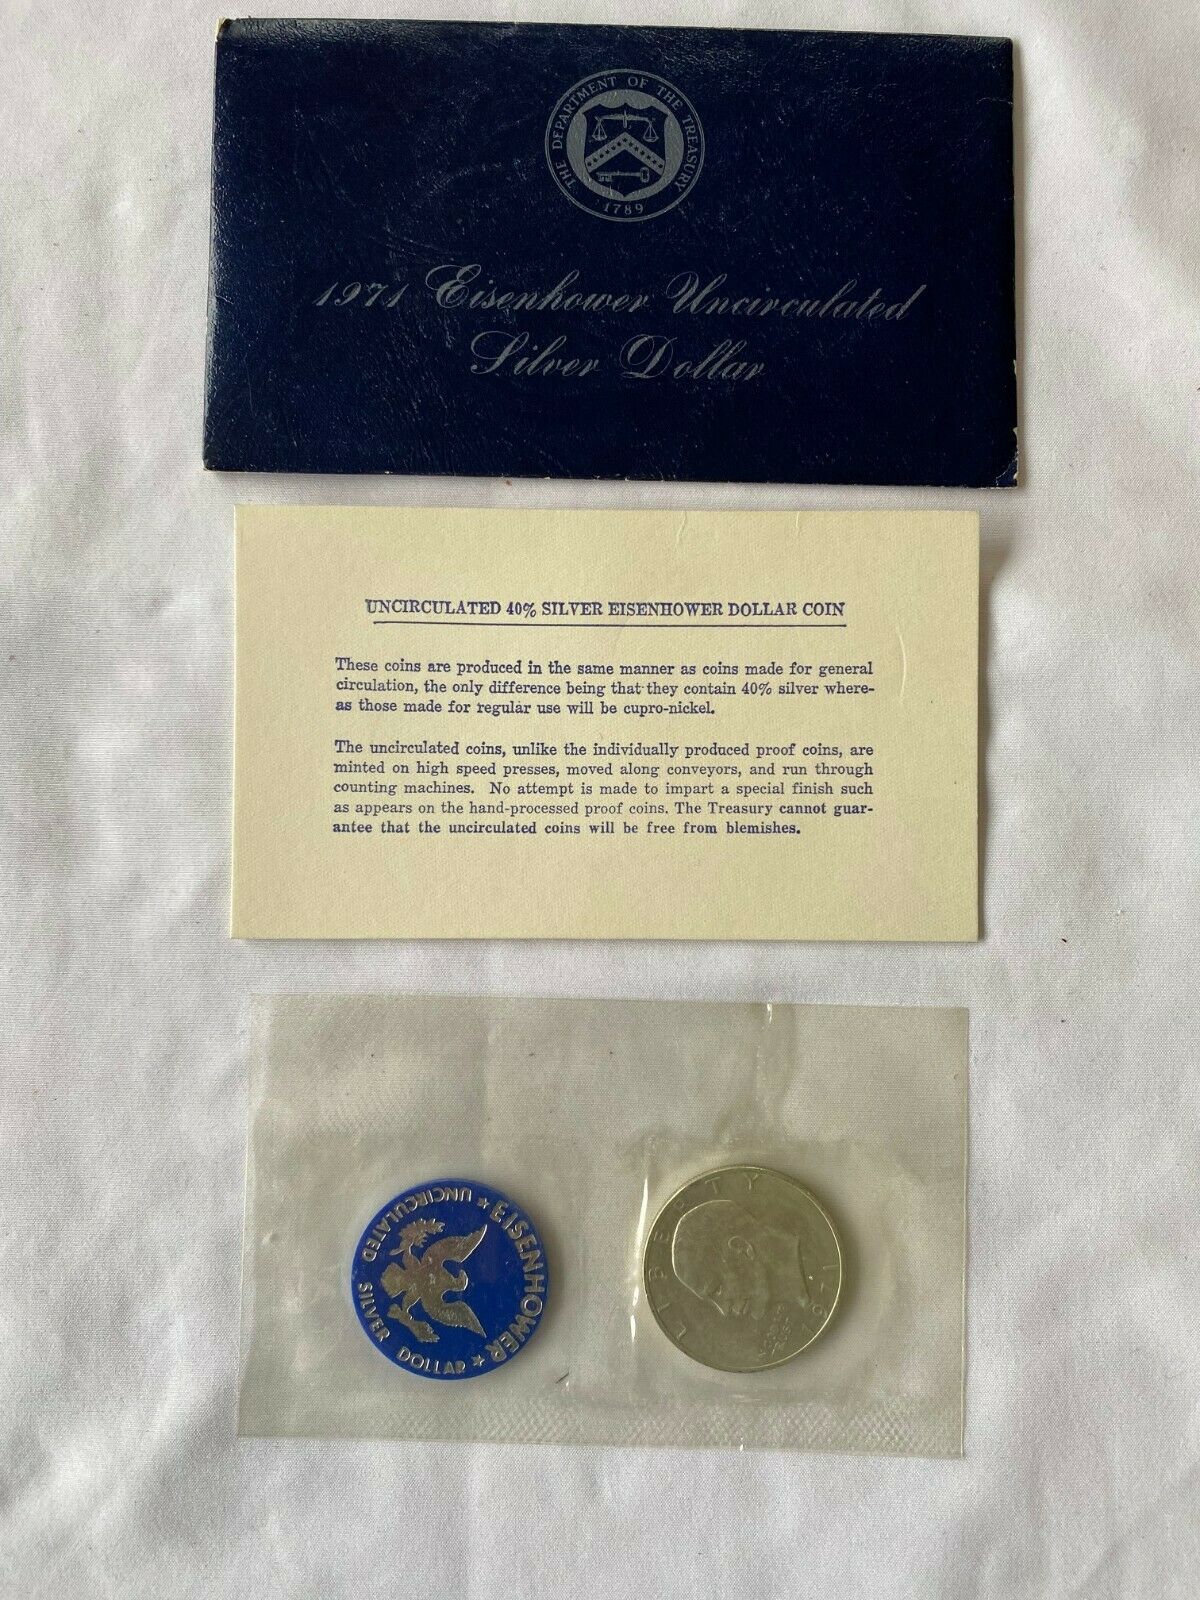 THE DEPARTMENT OF THE TREASURY
1789
1971 Eisenhower Uncirculated
Silver Dollar
UNCIRCULATED 40% SILVER EISENHOWER DOLLAR COIN
These coins are produced in the same manner as coins made for general
circulation, the only difference being that they contain 40% silver where-
as those made for regular use will be cupro-nickel.
The uncirculated coins, unlike the individually produced proof coins, are
minted on high speed presses, moved along conveyors, and run through
counting machines. No attempt is made to impart a special finish such
as appears on the hand-processed proof coins. The Treasury cannot guar-
antee that the uncirculated coins will be free from blemishes.
EISENHOWER
UNCIRCULATED SILVER DOLLAR
LIBERTY